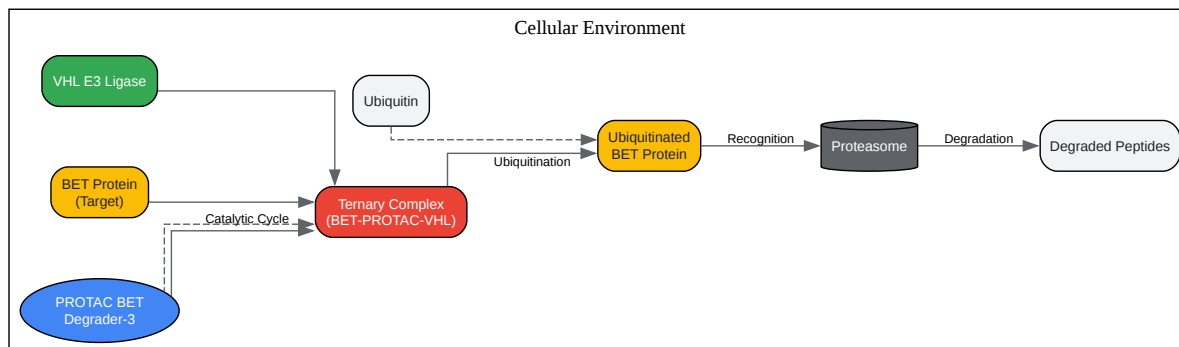 Cellular Environment
VHL E3 Ligase
Ubiquitin
BET Protein
(Target)
Catalytic Cycle
PROTAC BET
Degrader-3
Ternary Complex
(BET-PROTAC-VHL)
Ubiquitination
Ubiquitinated
BET Protein
Recognition
Proteasome
Degradation
Degraded Peptides